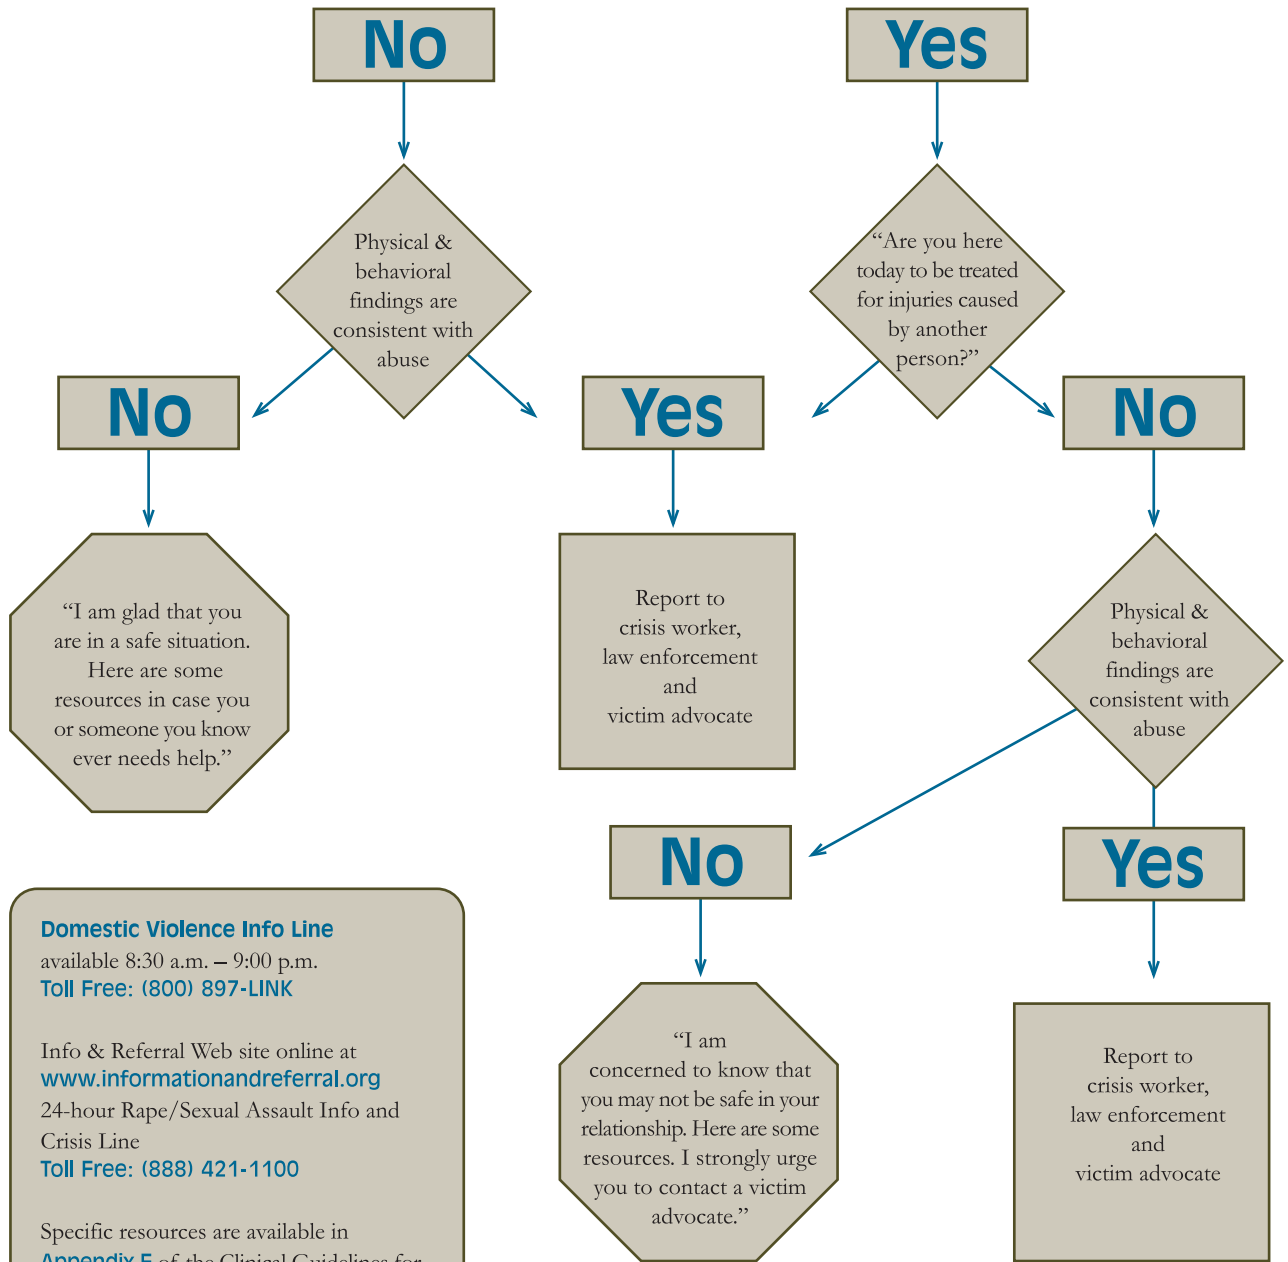 No
Yes
Physical &
behavioral
findings are
consistent with
abuse
“Are you here
today to be treated
for injuries caused
by another
person?”
No
Yes
No
“I am glad that you
are in a safe situation.
Here are some
resources in case you
or someone you know
ever needs help.”
Report to
crisis worker,
law enforcement
and
victim advocate
Physical &
behavioral
findings are
consistent with
abuse
No
Yes
“I am
concerned to know that
you may not be safe in your
relationship. Here are some
resources. I strongly urge
you to contact a victim
advocate.”
Report to
crisis worker,
law enforcement
and
victim advocate
Domestic Violence Info Line
available 8:30 a.m. – 9:00 p.m.
Toll Free: (800) 897-LINK
Info & Referral Web site online at
www.informationandreferral.org
24-hour Rape/Sexual Assault Info and
Crisis Line
Toll Free: (888) 421-1100
Specific resources are available in
of the Clinical Guidelines for